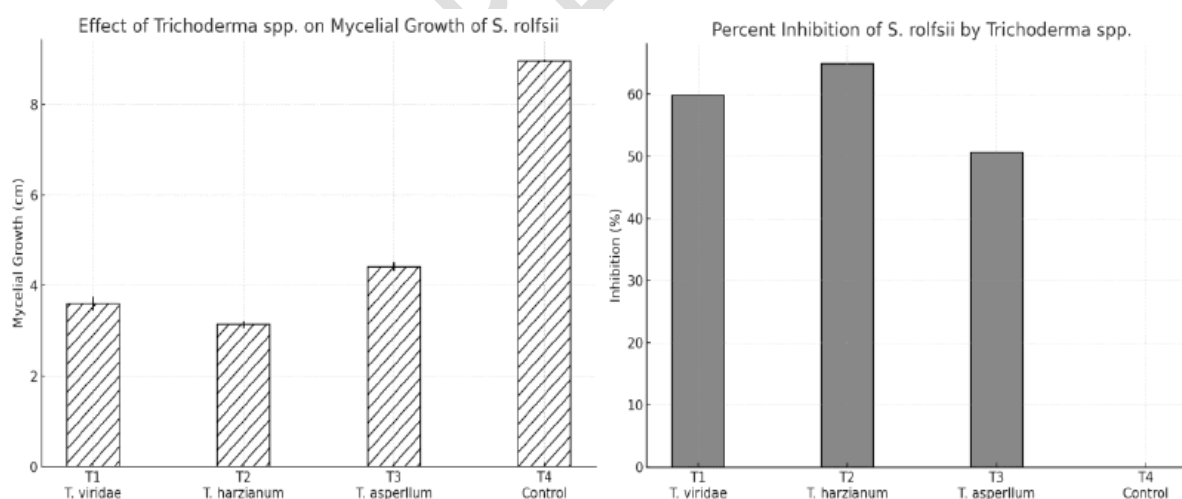 Effect of Trichoderma spp. on Mycelial Growth of S. rolfsii
Mycelial Growth (cm)
8
6
4
2
0
T1
T. viridae
T2
T. harzianum
T3
T. asperllum
T4
Control
Percent Inhibition of S. rolfsii by Trichoderma spp.
Inhibition (%)
60
50
40
30
20
10
0
T1
T. viridae
T2
T. harzianum
T3
T. asperllum
T4
Control